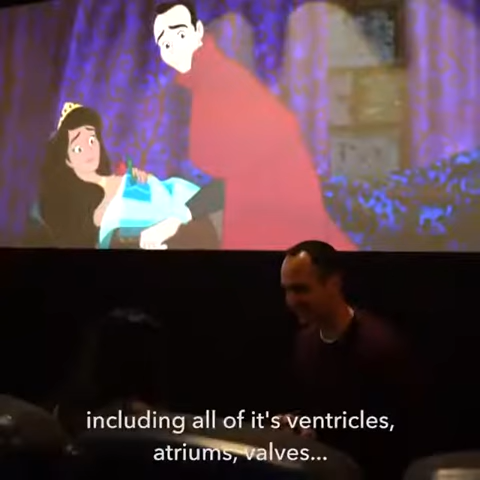 including all of it's ventricles,
atriums, valves...